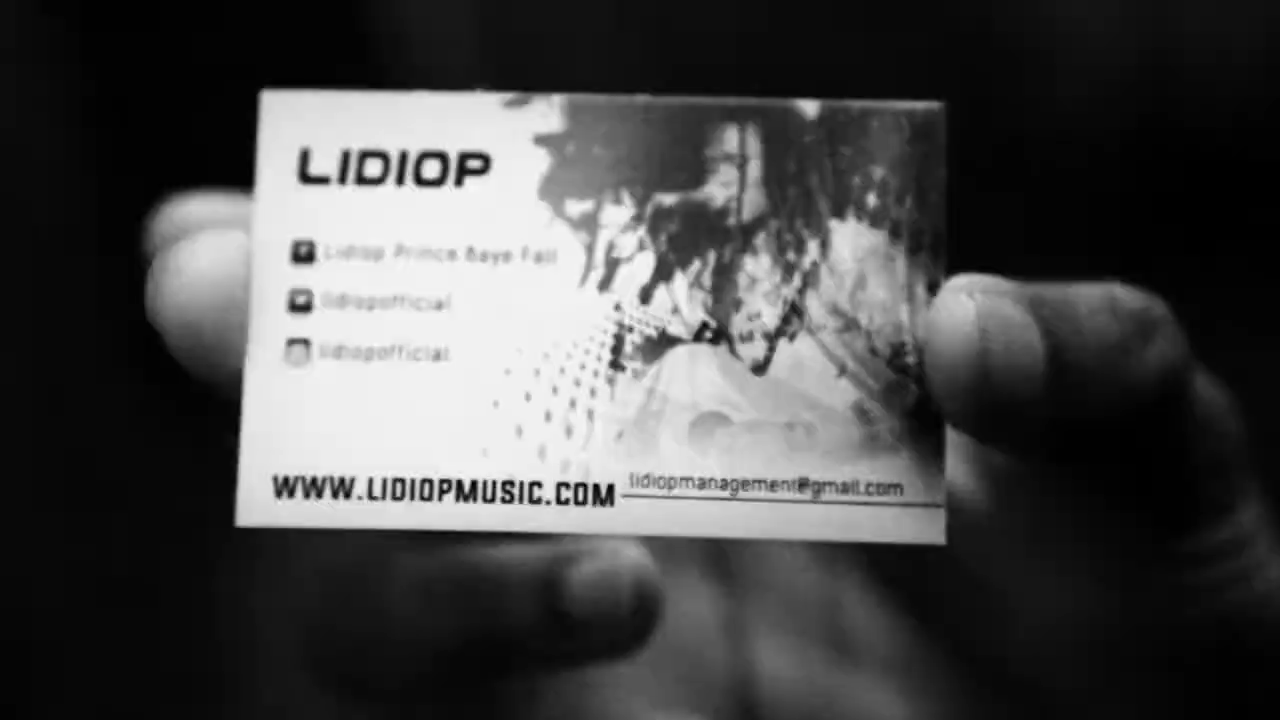 LIDIOP
Lidiop Prince Baye Fall
lidiopofficial
lidiopofficial
WWW.LIDIOPMUSIC.COM
lidiopmanagement@gmail.com